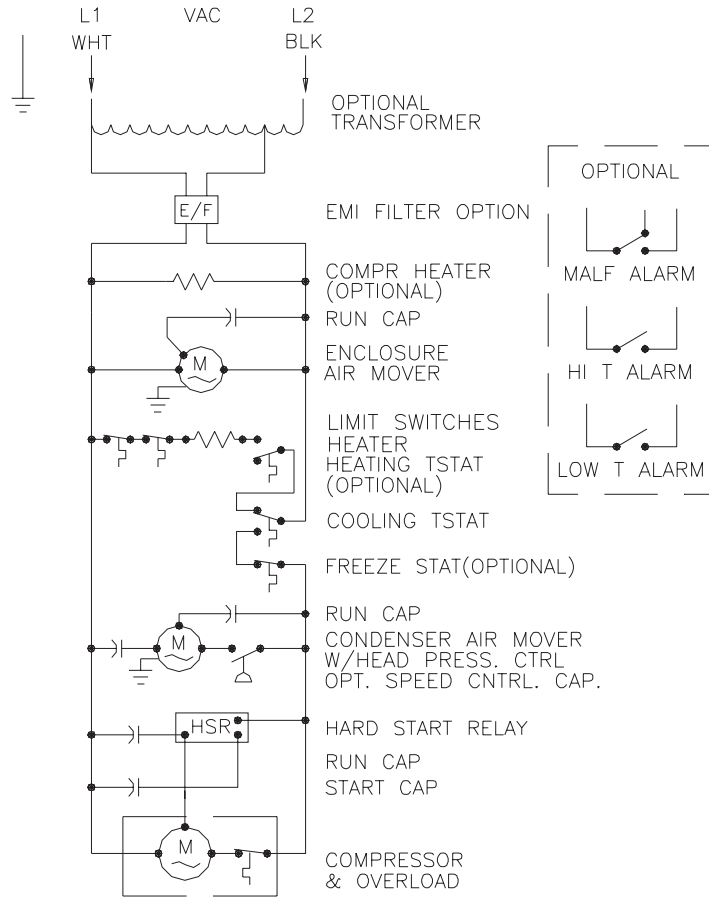 L1 VAC L2
WHT BLK
OPTIONAL
TRANSFORMER
E/F
EMI FILTER OPTION
COMPR HEATER
(OPTIONAL)
RUN CAP
M
ENCLOSURE
AIR MOVER
LIMIT SWITCHES
HEATER
HEATING TSTAT
(OPTIONAL)
COOLING TSTAT
FREEZE STAT(OPTIONAL)
RUN CAP
M
CONDENSER AIR MOVER
W/HEAD PRESS. CTRL
OPT. SPEED CNTRL. CAP.
HSR
HARD START RELAY
RUN CAP
START CAP
M
COMPRESSOR
& OVERLOAD
OPTIONAL
MALF ALARM
HI T ALARM
LOW T ALARM